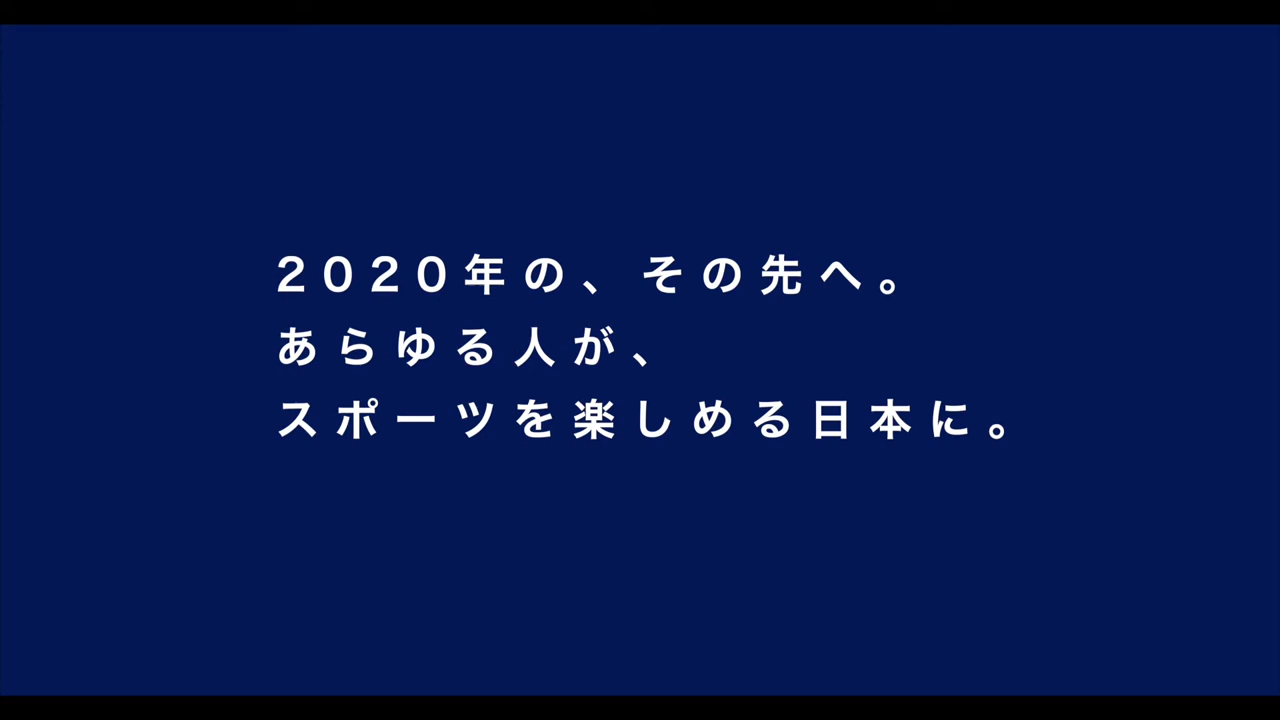 2020年の、その先へ。
あらゆる人が、
スポーツを楽しめる日本に。